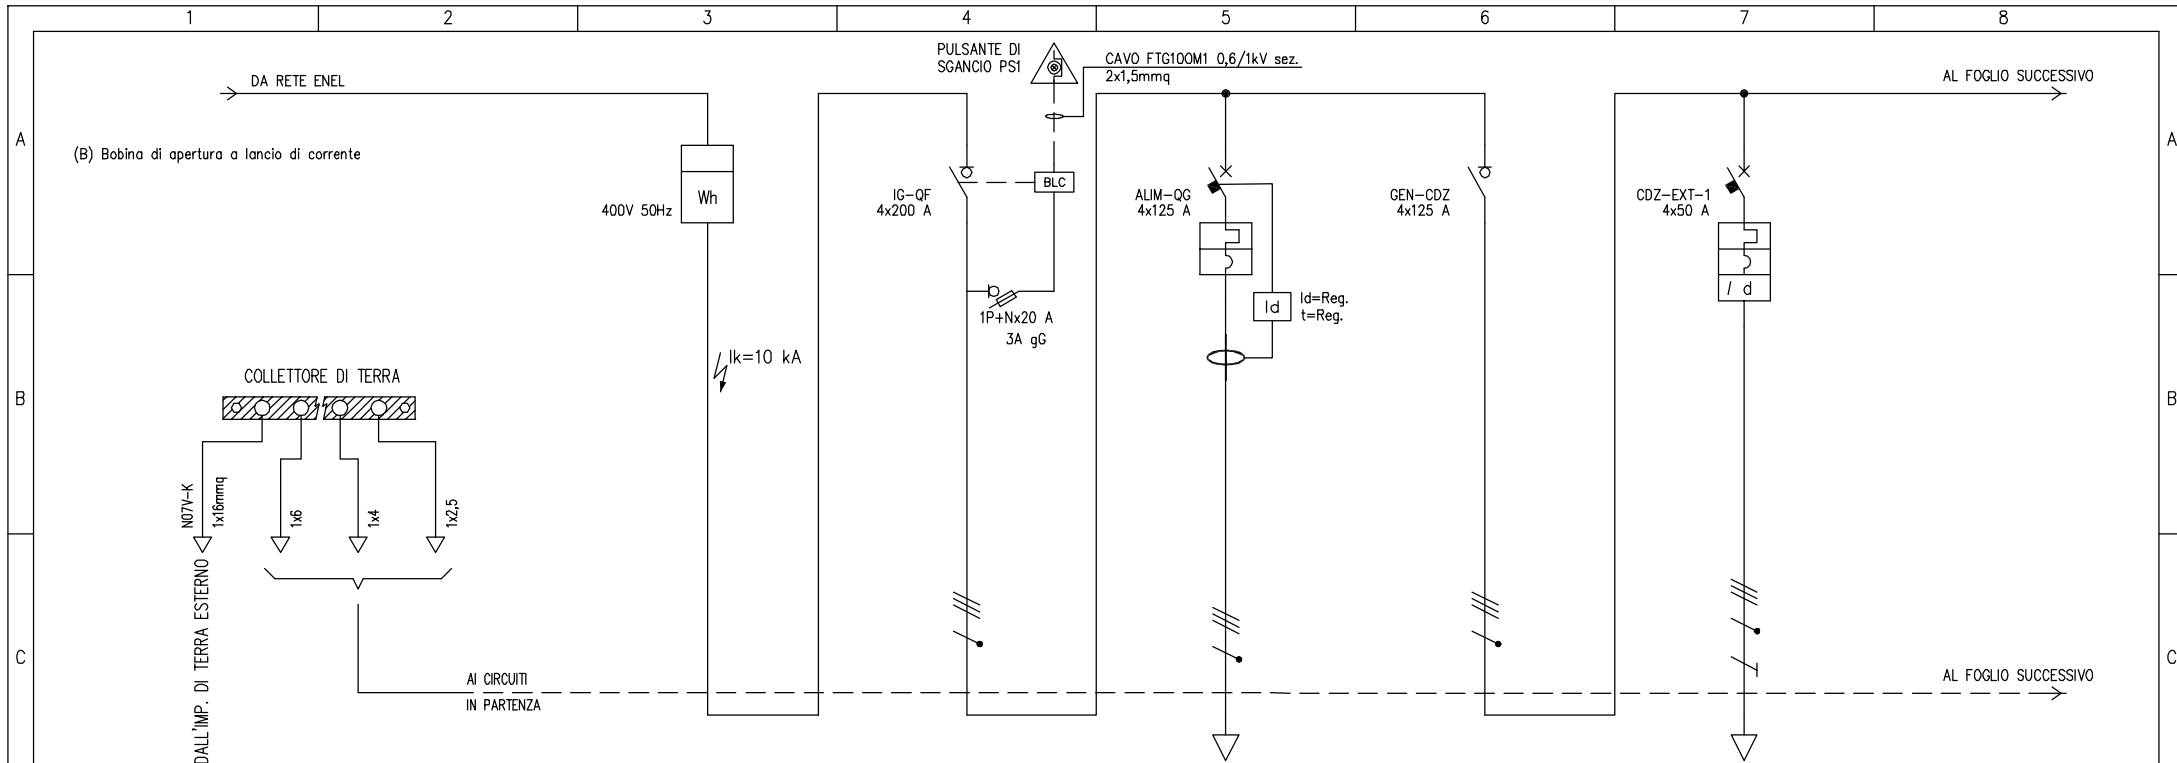 1 2 3 4 5 6 7 8
PULSANTE DI
SGANCIO PS1
CAVO FTG10OM1 0,6/1kV sez.
2x1,5mmq
DA RETE ENEL
AL FOGLIO SUCCESSIVO
A
A
(B) Bobina di apertura a lancio di corrente
400V 50Hz
Wh
IG-QF
4x200 A
BLC
ALIM-QG
4x125 A
GEN-CDZ
4x125 A
CDZ-EXT-1
4x50 A
I d
Id
Id=Reg.
t=Reg.
1P+Nx20 A
3A gG
Ik=10 kA
COLLETTORE DI TERRA
B
B
N07V-K
1x16mmq
1x6
1x4
1x2,5
DALL'IMP. DI TERRA ESTERNO
C
C
AI CIRCUITI
IN PARTENZA
AL FOGLIO SUCCESSIVO